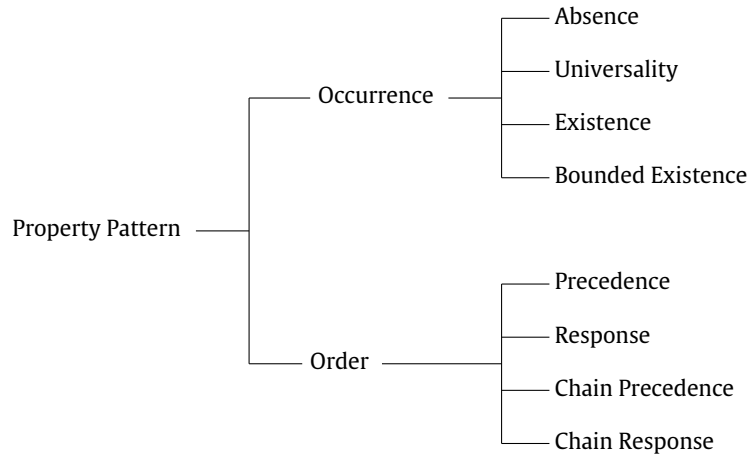 Absence
Universality
Occurrence
Existence
Bounded Existence
Property Pattern
Precedence
Response
Order
Chain Precedence
Chain Response